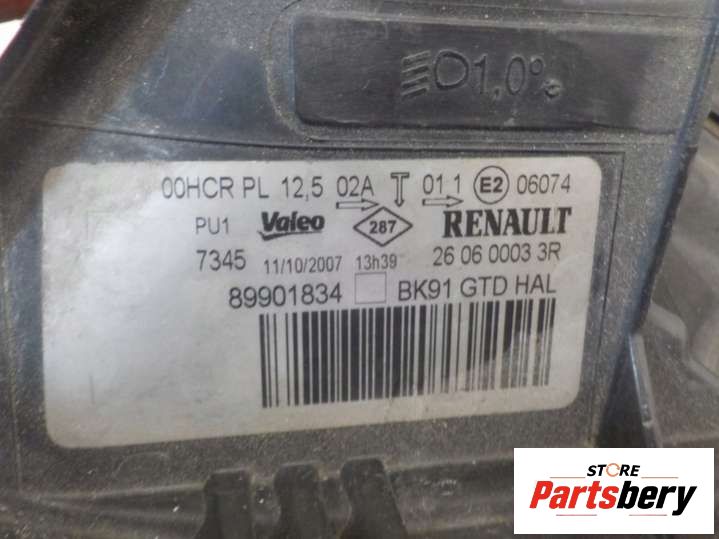 1,0%
00HCR PL 12,5 02A T 01 1 E2 06074
PU1 Valeo 287 RENAULT
7345 11/10/2007 13h39 26 06 0003 3R
89901834 BK91 GTD HAL
STORE
Partsbery